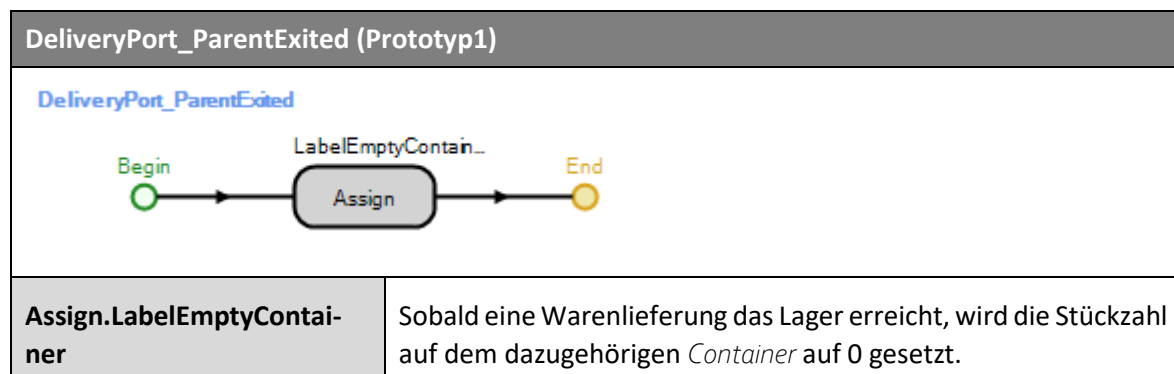 DeliveryPort_ParentExited (Prototyp1)
DeliveryPort_ParentExited
LabelEmptyContain...
Begin
End
Assign
Assign.LabelEmptyContai-
ner
Sobald eine Warenlieferung das Lager erreicht, wird die Stückzahl
auf dem dazugehörigen Container auf 0 gesetzt.